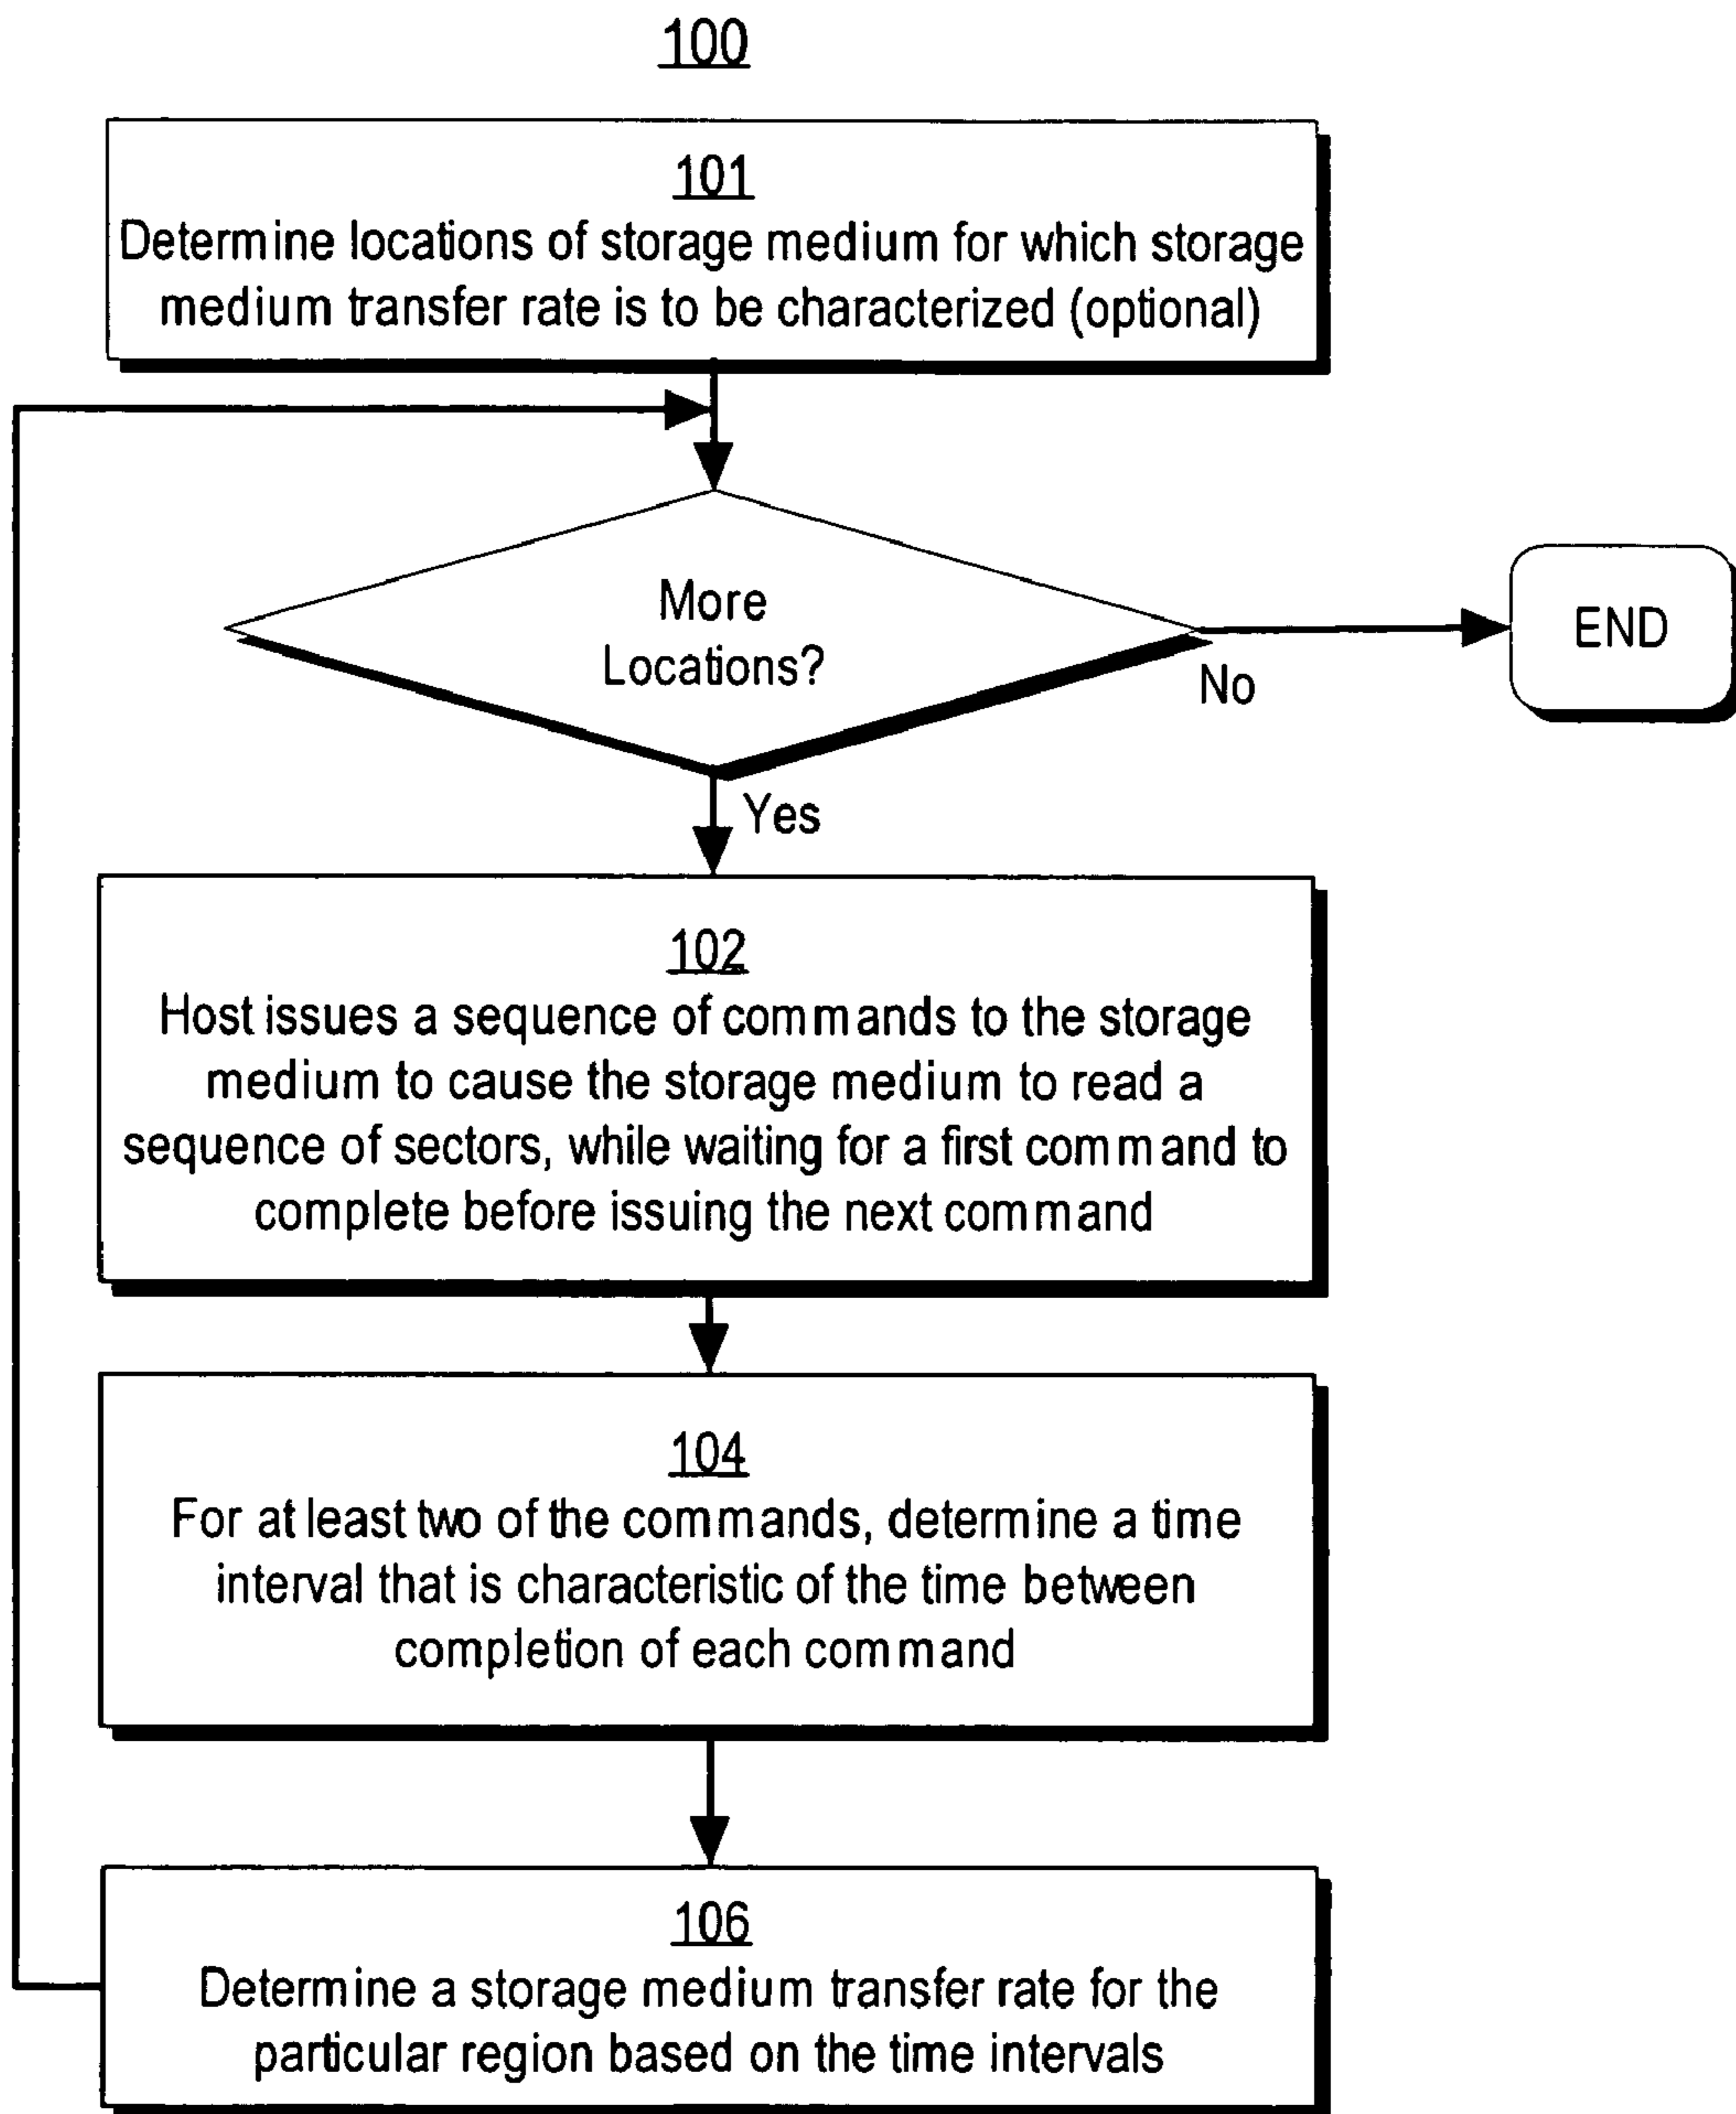 100
101
Determine locations of storage medium for which storage
medium transfer rate is to be characterized (optional)
More
Locations?
No
END
Yes
102
Host issues a sequence of commands to the storage
medium to cause the storage medium to read a
sequence of sectors, while waiting for a first command to
complete before issuing the next command
104
For at least two of the commands, determine a time
interval that is characteristic of the time between
completion of each command
106
Determine a storage medium transfer rate for the
particular region based on the time intervals